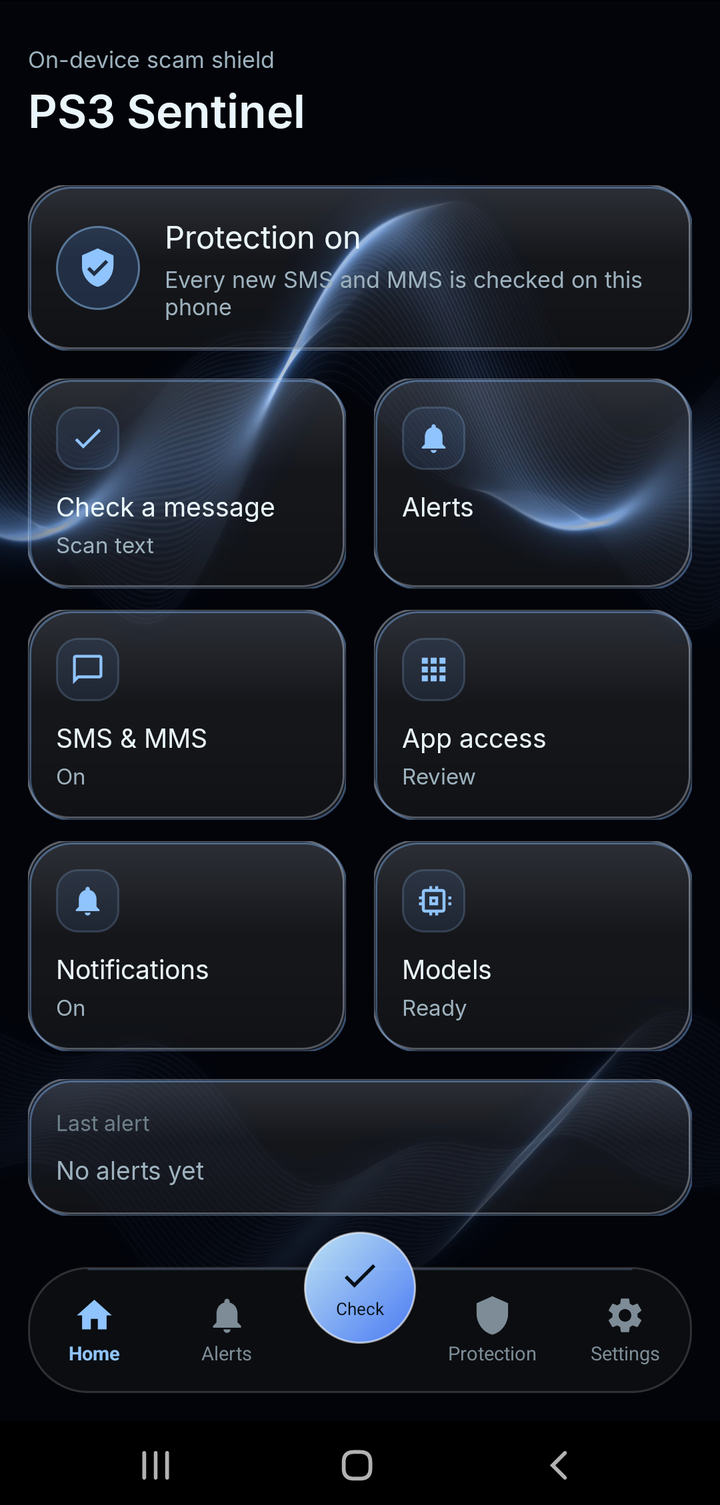 On-device scam shield
PS3 Sentinel
Protection on
Every new SMS and MMS is checked on this
phone
Check a message
Scan text
Alerts
SMS & MMS
On
App access
Review
Notifications
On
Models
Ready
Last alert
No alerts yet
Home
Alerts
Check
Protection
Settings